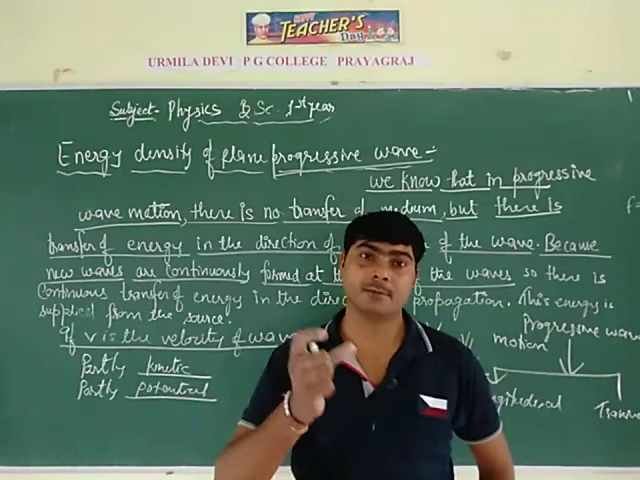 HAPPY
TEACHER'S
Day
URMILA DEVI P G COLLEGE PRAYAGRAJ
Subject- Physics B.Sc. 1st year
Energy density of plane progressive wave :-
we know that in progressive
wave motion, there is no transfer of medium, but there is
transfer of energy in the direction of of the wave. Because
new waves are continuously formed at of the waves so there is
Continuous transfer of energy in the propagation. This energy is
supplied from the source.
If v is the velocity of
Partly kinetic
Partly potential
Progressive wave
motion